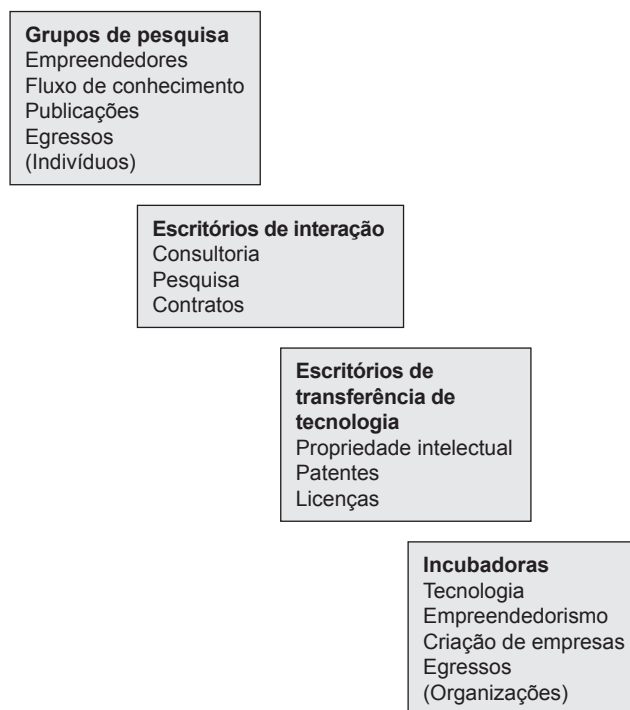 Grupos de pesquisa
Empreendedores
Fluxo de conhecimento
Publicações
Egressos
(Indivíduos)
Escritórios de interação
Consultoria
Pesquisa
Contratos
Escritórios de
transferência de
tecnologia
Propriedade intelectual
Patentes
Licenças
Incubadoras
Tecnologia
Empreendedorismo
Criação de empresas
Egressos
(Organizações)